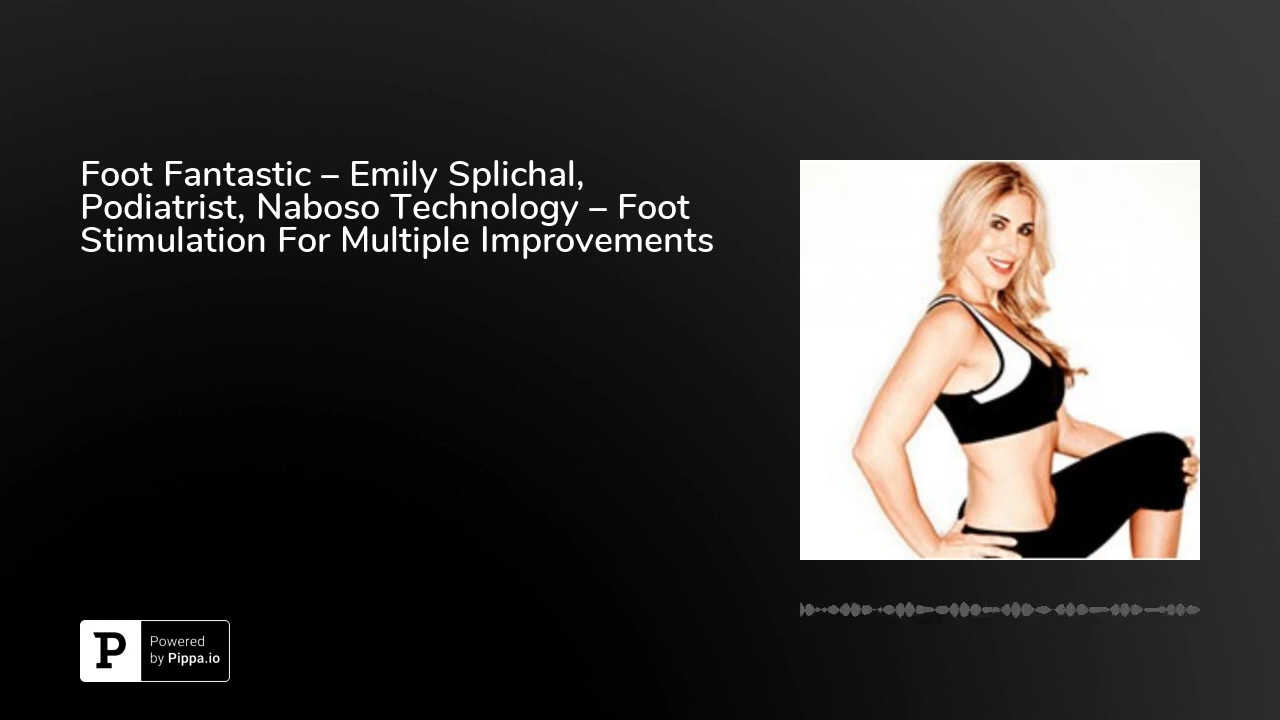 Foot Fantastic – Emily Splichal,
Podiatrist, Naboso Technology – Foot
Stimulation For Multiple Improvements
P
Powered
by Pippa.io